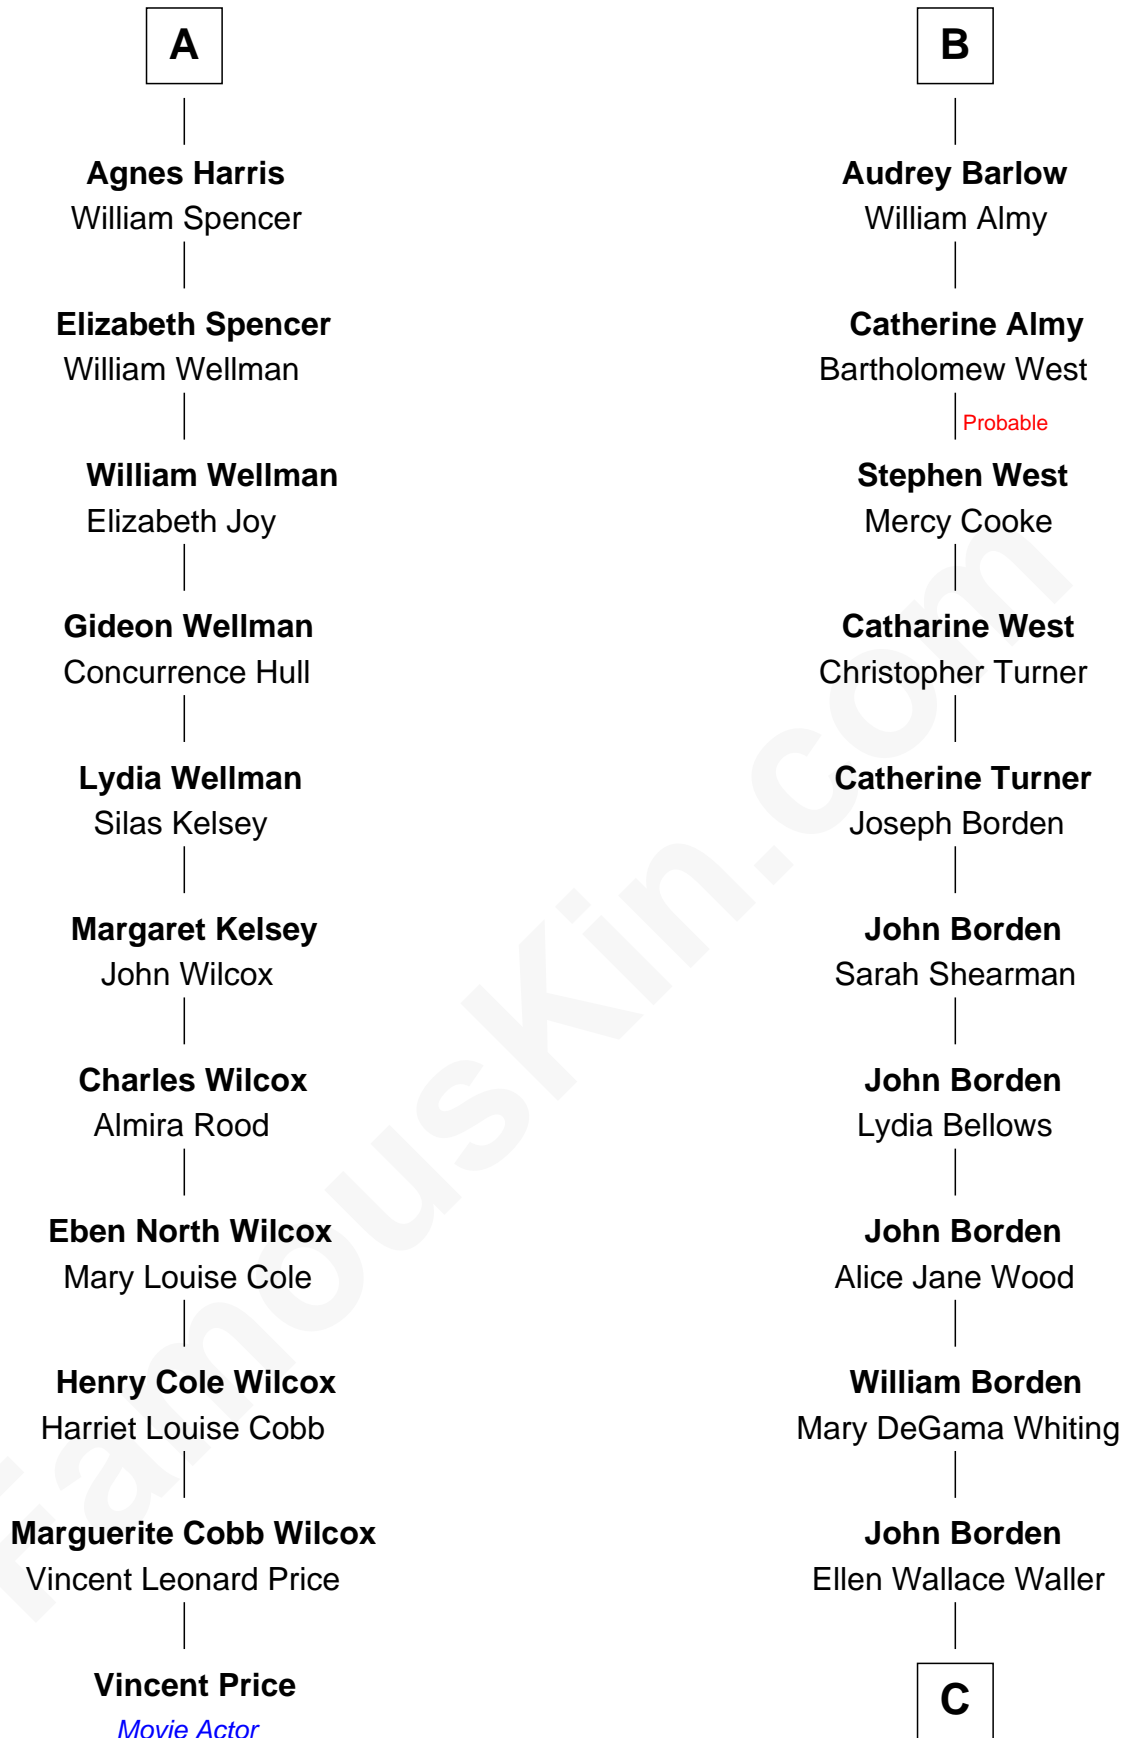 A
Agnes Harris
William Spencer
Elizabeth Spencer
William Wellman
William Wellman
Elizabeth Joy
Gideon Wellman
Concurrence Hull
Lydia Wellman
Silas Kelsey
Margaret Kelsey
John Wilcox
Charles Wilcox
Almira Rood
Eben North Wilcox
Mary Louise Cole
Henry Cole Wilcox
Harriet Louise Cobb
Marguerite Cobb Wilcox
Vincent Leonard Price
Vincent Price
Movie Actor
B
Audrey Barlow
William Almy
Catherine Almy
Bartholomew West
Probable
Stephen West
Mercy Cooke
Catharine West
Christopher Turner
Catherine Turner
Joseph Borden
John Borden
Sarah Shearman
John Borden
Lydia Bellows
John Borden
Alice Jane Wood
William Borden
Mary DeGama Whiting
John Borden
Ellen Wallace Waller
C
FamousKin.com